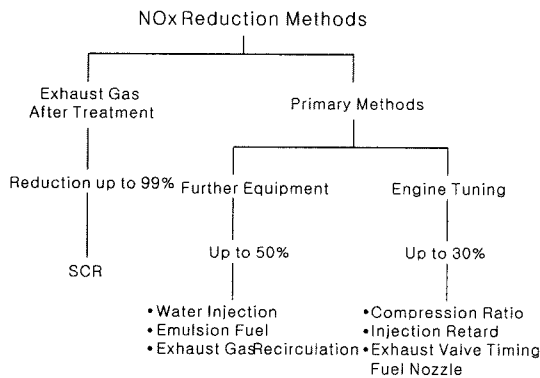 NOx Reduction Methods
Exhaust Gas
After Treatment
Primary Methods
Reduction up to 99%
Further Equipment
Engine Tuning
SCR
Up to 50%
Up to 30%
•Water Injection
•Emulsion Fuel
•Exhaust GasRecirculation
•Compression Ratio
•Injection Retard
•Exhaust Valve Timing
Fuel Nozzle